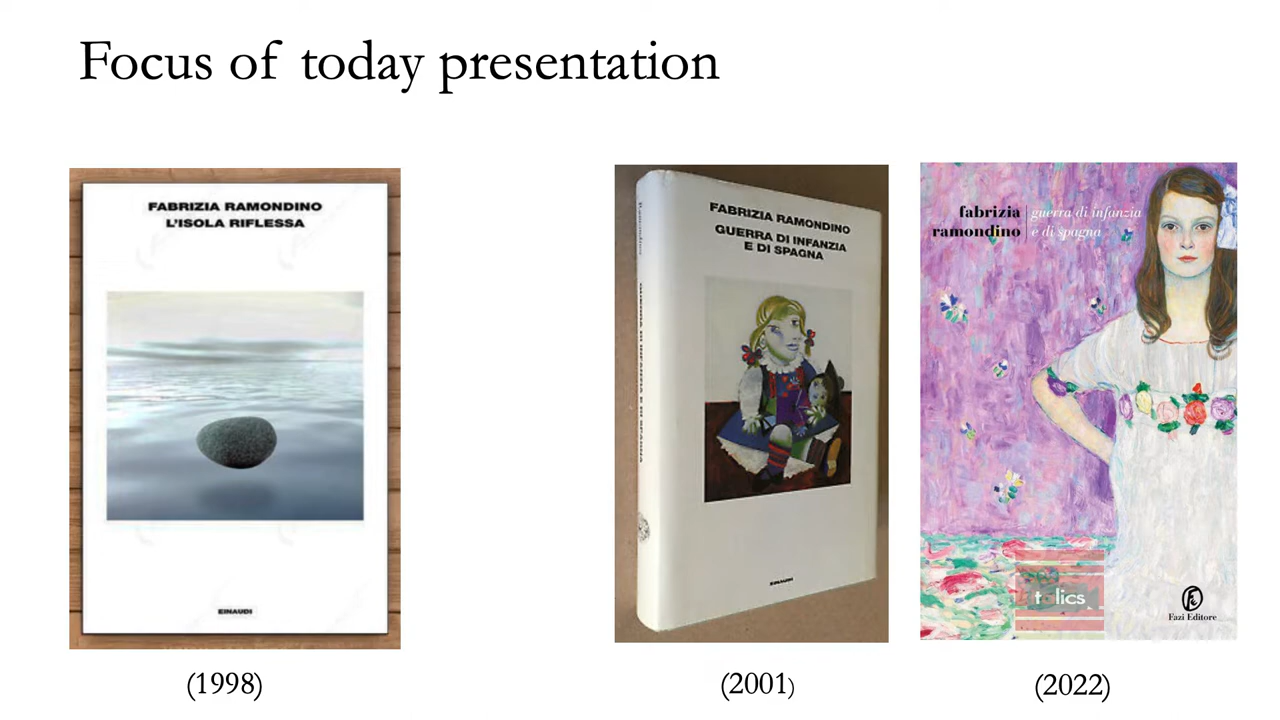 Focus of today presentation
FABRIZIA RAMONDINO
L'ISOLA RIFLESSA
EINAUDI
(1998)
FABRIZIA RAMONDINO
GUERRA DI INFANZIA
E DI SPAGNA
EINAUDI
(2001)
fabrizia
ramondino
guerra di infanzia
e di spagna
Fazi Editore
(2022)